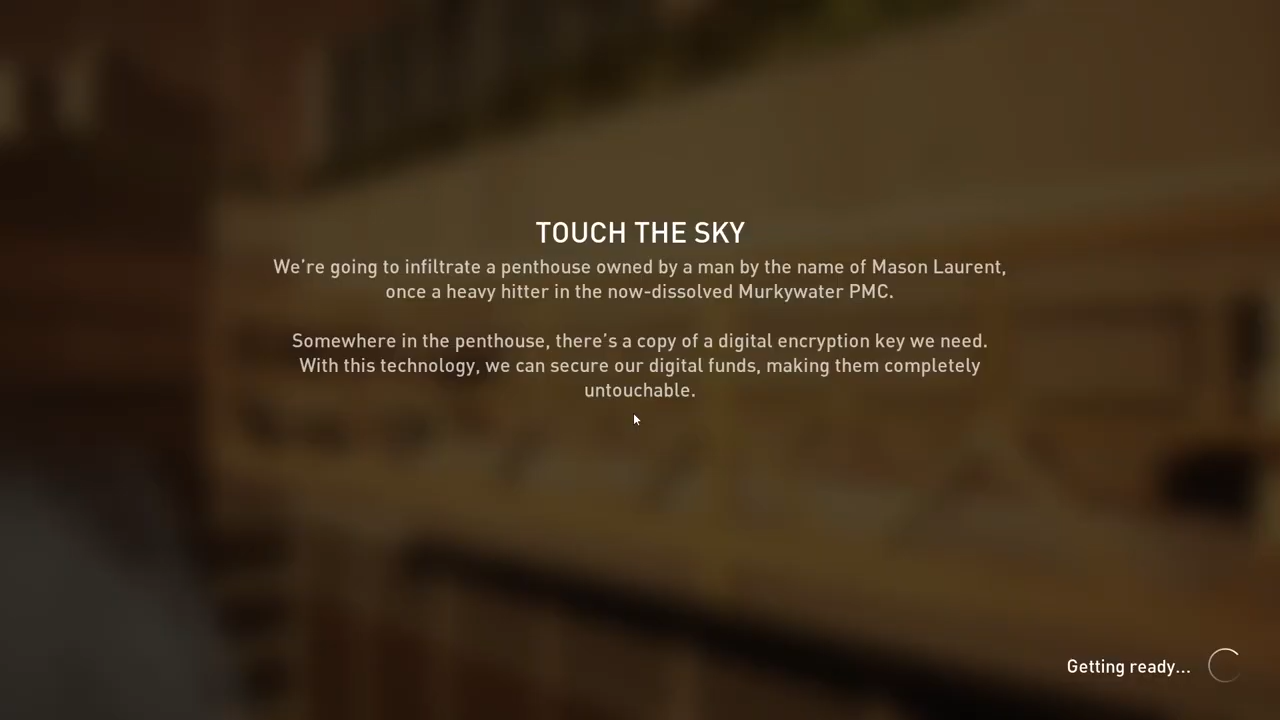 TOUCH THE SKY
We're going to infiltrate a penthouse owned by a man by the name of Mason Laurent,
once a heavy hitter in the now-dissolved Murkywater PMC.
Somewhere in the penthouse, there's a copy of a digital encryption key we need.
With this technology, we can secure our digital funds, making them completely
untouchable.
Getting ready...